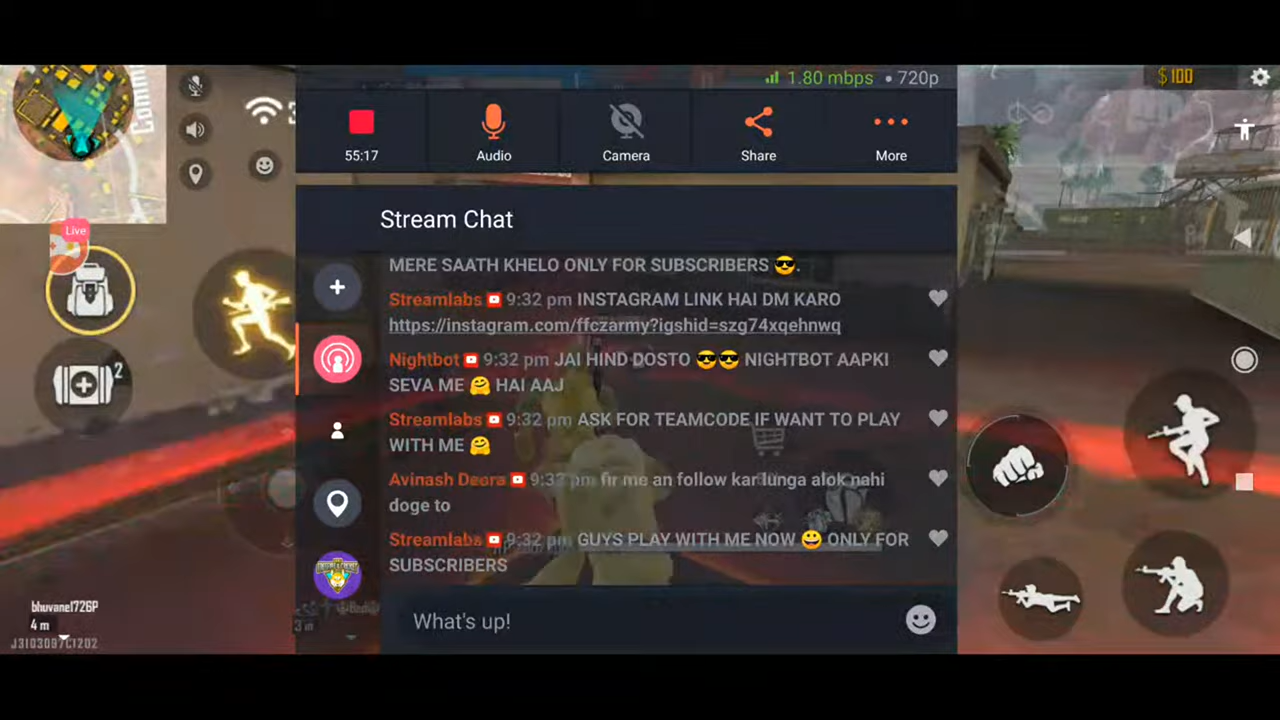 1.80 mbps • 720p
$100
Comm
Live
55:17
Audio
Camera
Share
More
Stream Chat
MERE SAATH KHELO ONLY FOR SUBSCRIBERS 😎.
Streamlabs 9:32 pm INSTAGRAM LINK HAI DM KARO
https://instagram.com/ffczarmy?igshid=szg74xqehnwq
Nightbot 9:32 pm JAI HIND DOSTO 😎😎 NIGHTBOT AAPKI
SEVA ME 🤗 HAI AAJ
Streamlabs 9:32 pm ASK FOR TEAMCODE IF WANT TO PLAY
WITH ME 🤗
Avinash Deora 9:33 pm fir me an follow kar lunga alok nahi
doge to
Streamlabs 9:32 pm GUYS PLAY WITH ME NOW 😀 ONLY FOR
SUBSCRIBERS
What's up!
2
bhuvane1726P
4 m
3 m